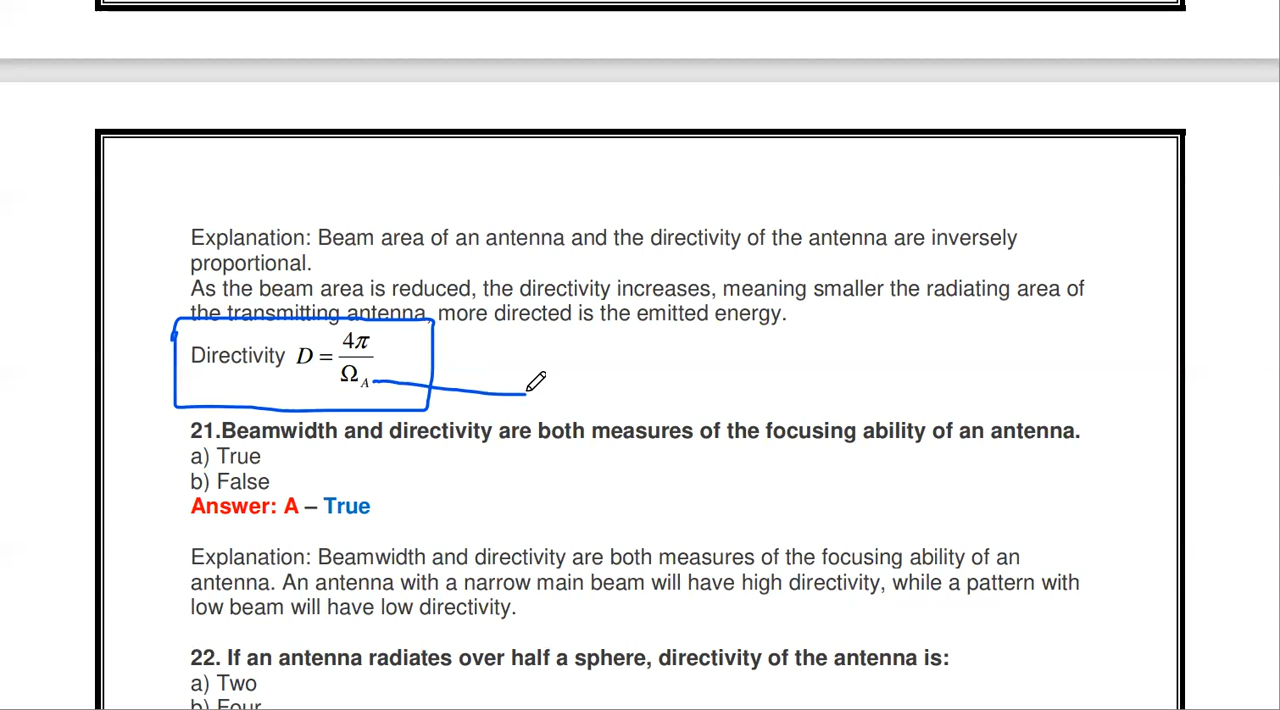 Explanation: Beam area of an antenna and the directivity of the antenna are inversely
proportional.
As the beam area is reduced, the directivity increases, meaning smaller the radiating area of
the transmitting antenna, more directed is the emitted energy.
Directivity D = 4π / Ω_A
21.Beamwidth and directivity are both measures of the focusing ability of an antenna.
a) True
b) False
Answer: A – True
Explanation: Beamwidth and directivity are both measures of the focusing ability of an
antenna. An antenna with a narrow main beam will have high directivity, while a pattern with
low beam will have low directivity.
22. If an antenna radiates over half a sphere, directivity of the antenna is:
a) Two
b) Four